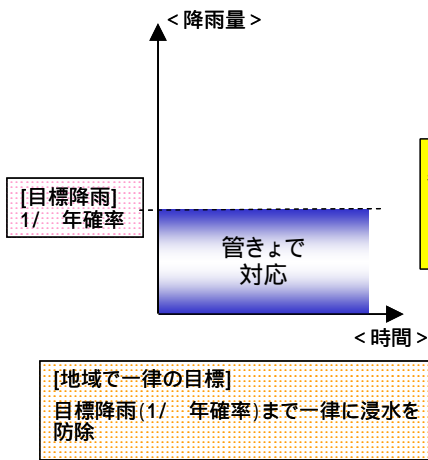 <降雨量>
[目標降雨]
1/　年確率
管きょで
対応
<時間>
[地域で一律の目標]
目標降雨(1/　年確率)まで一律に浸水を
防除